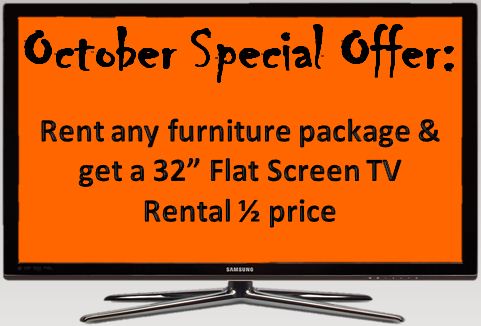 October Special Offer:
Rent any furniture package &
get a 32” Flat Screen TV
Rental ½ price
SAMSUNG